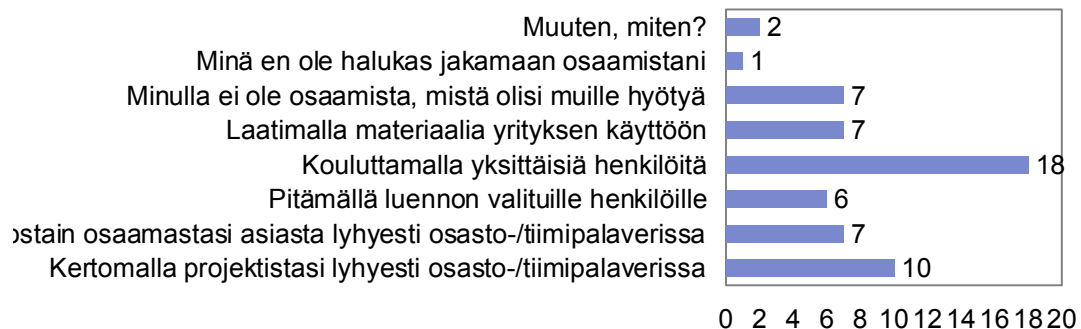 Muuten, miten? 2
Minä en ole halukas jakamaan osaamistani 1
Minulla ei ole osaamista, mistä olisi muille hyötyä 7
Laatimalla materiaalia yrityksen käyttöön 7
Kouluttamalla yksittäisiä henkilöitä 18
Pitämällä luennon valituille henkilöille 6
osaamastasi asiasta lyhyesti osasto-/tiimipalaverissa 7
Kertomalla projektistasi lyhyesti osasto-/tiimipalaverissa 10
0 2 4 6 8 10 12 14 16 18 20